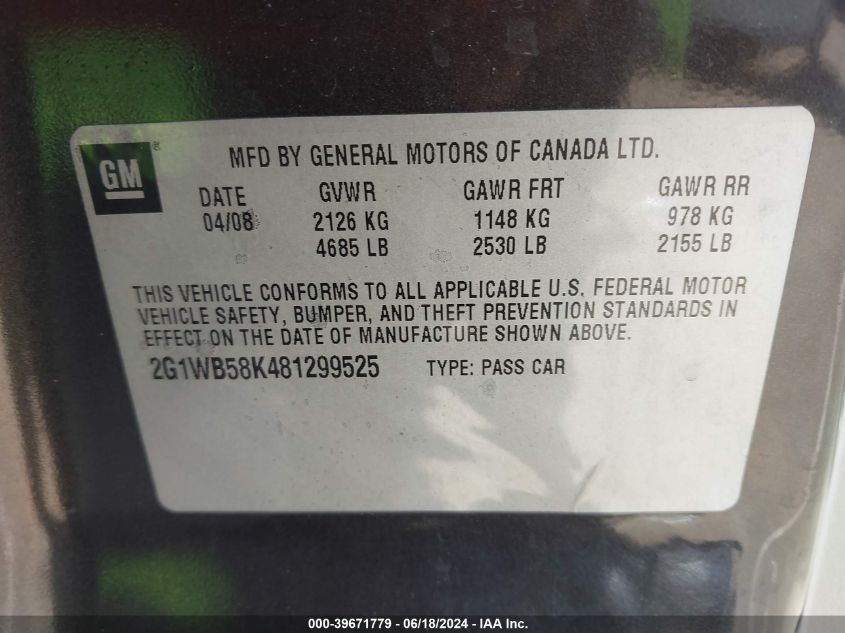 MFD BY GENERAL MOTORS OF CANADA LTD.
GM ®
DATE GVWR GAWR FRT GAWR RR
04/08 2126 KG 1148 KG 978 KG
4685 LB 2530 LB 2155 LB
THIS VEHICLE CONFORMS TO ALL APPLICABLE U.S. FEDERAL MOTOR
VEHICLE SAFETY, BUMPER, AND THEFT PREVENTION STANDARDS IN
EFFECT ON THE DATE OF MANUFACTURE SHOWN ABOVE.
2G1WB58K481299525 TYPE: PASS CAR
000-39671779 - 06/18/2024 - IAA Inc.